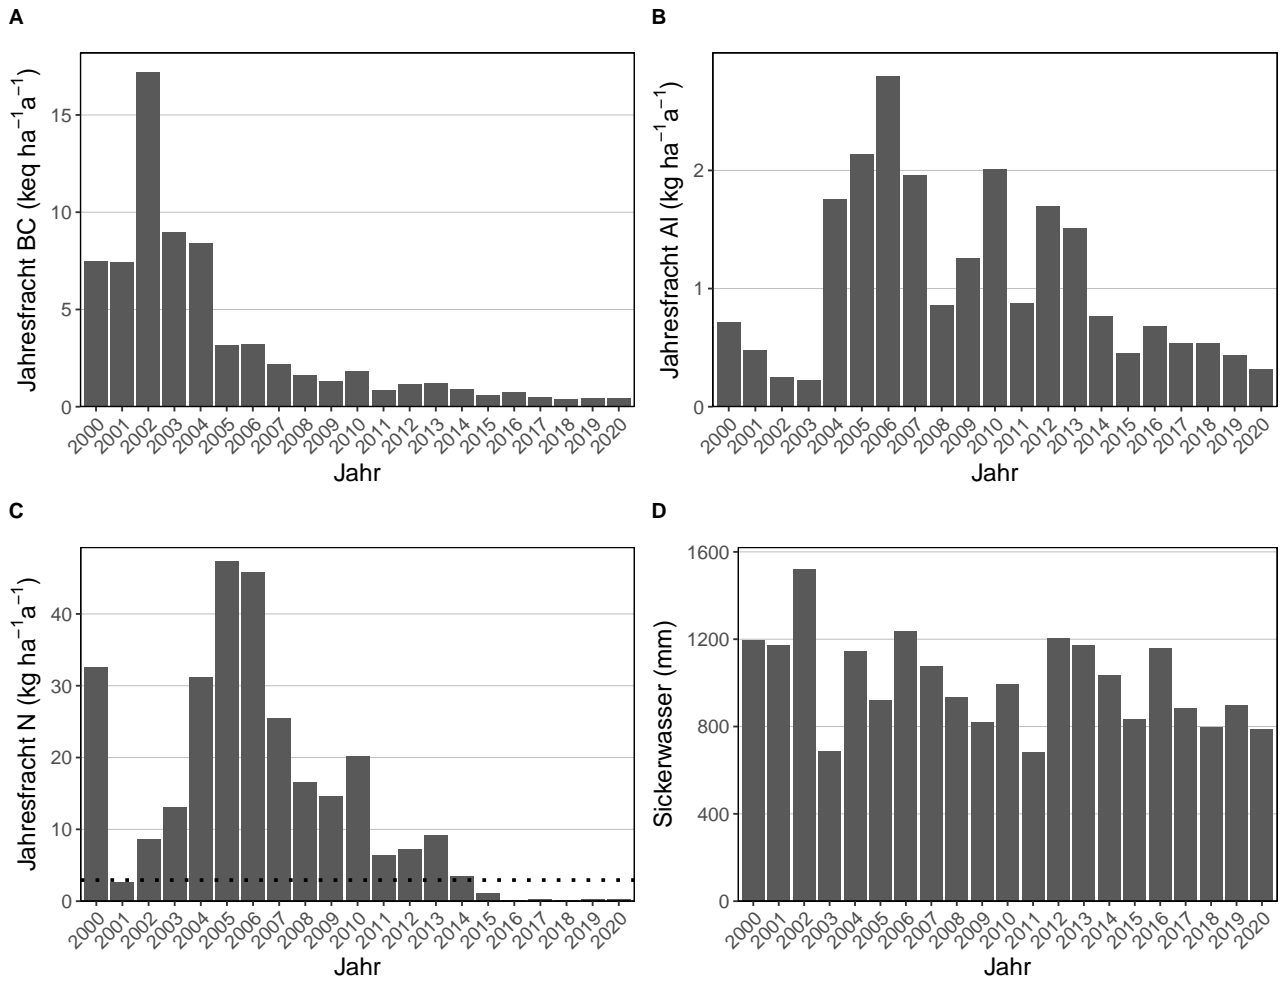 A
Jahresfracht BC (keq ha⁻¹a⁻¹)
15
10
5
0
2000 2001 2002 2003 2004 2005 2006 2007 2008 2009 2010 2011 2012 2013 2014 2015 2016 2017 2018 2019 2020
Jahr
B
Jahresfracht Al (kg ha⁻¹a⁻¹)
2
1
0
2000 2001 2002 2003 2004 2005 2006 2007 2008 2009 2010 2011 2012 2013 2014 2015 2016 2017 2018 2019 2020
Jahr
C
Jahresfracht N (kg ha⁻¹a⁻¹)
40
30
20
10
0
2000 2001 2002 2003 2004 2005 2006 2007 2008 2009 2010 2011 2012 2013 2014 2015 2016 2017 2018 2019 2020
Jahr
D
Sickerwasser (mm)
1600
1200
800
400
0
2000 2001 2002 2003 2004 2005 2006 2007 2008 2009 2010 2011 2012 2013 2014 2015 2016 2017 2018 2019 2020
Jahr